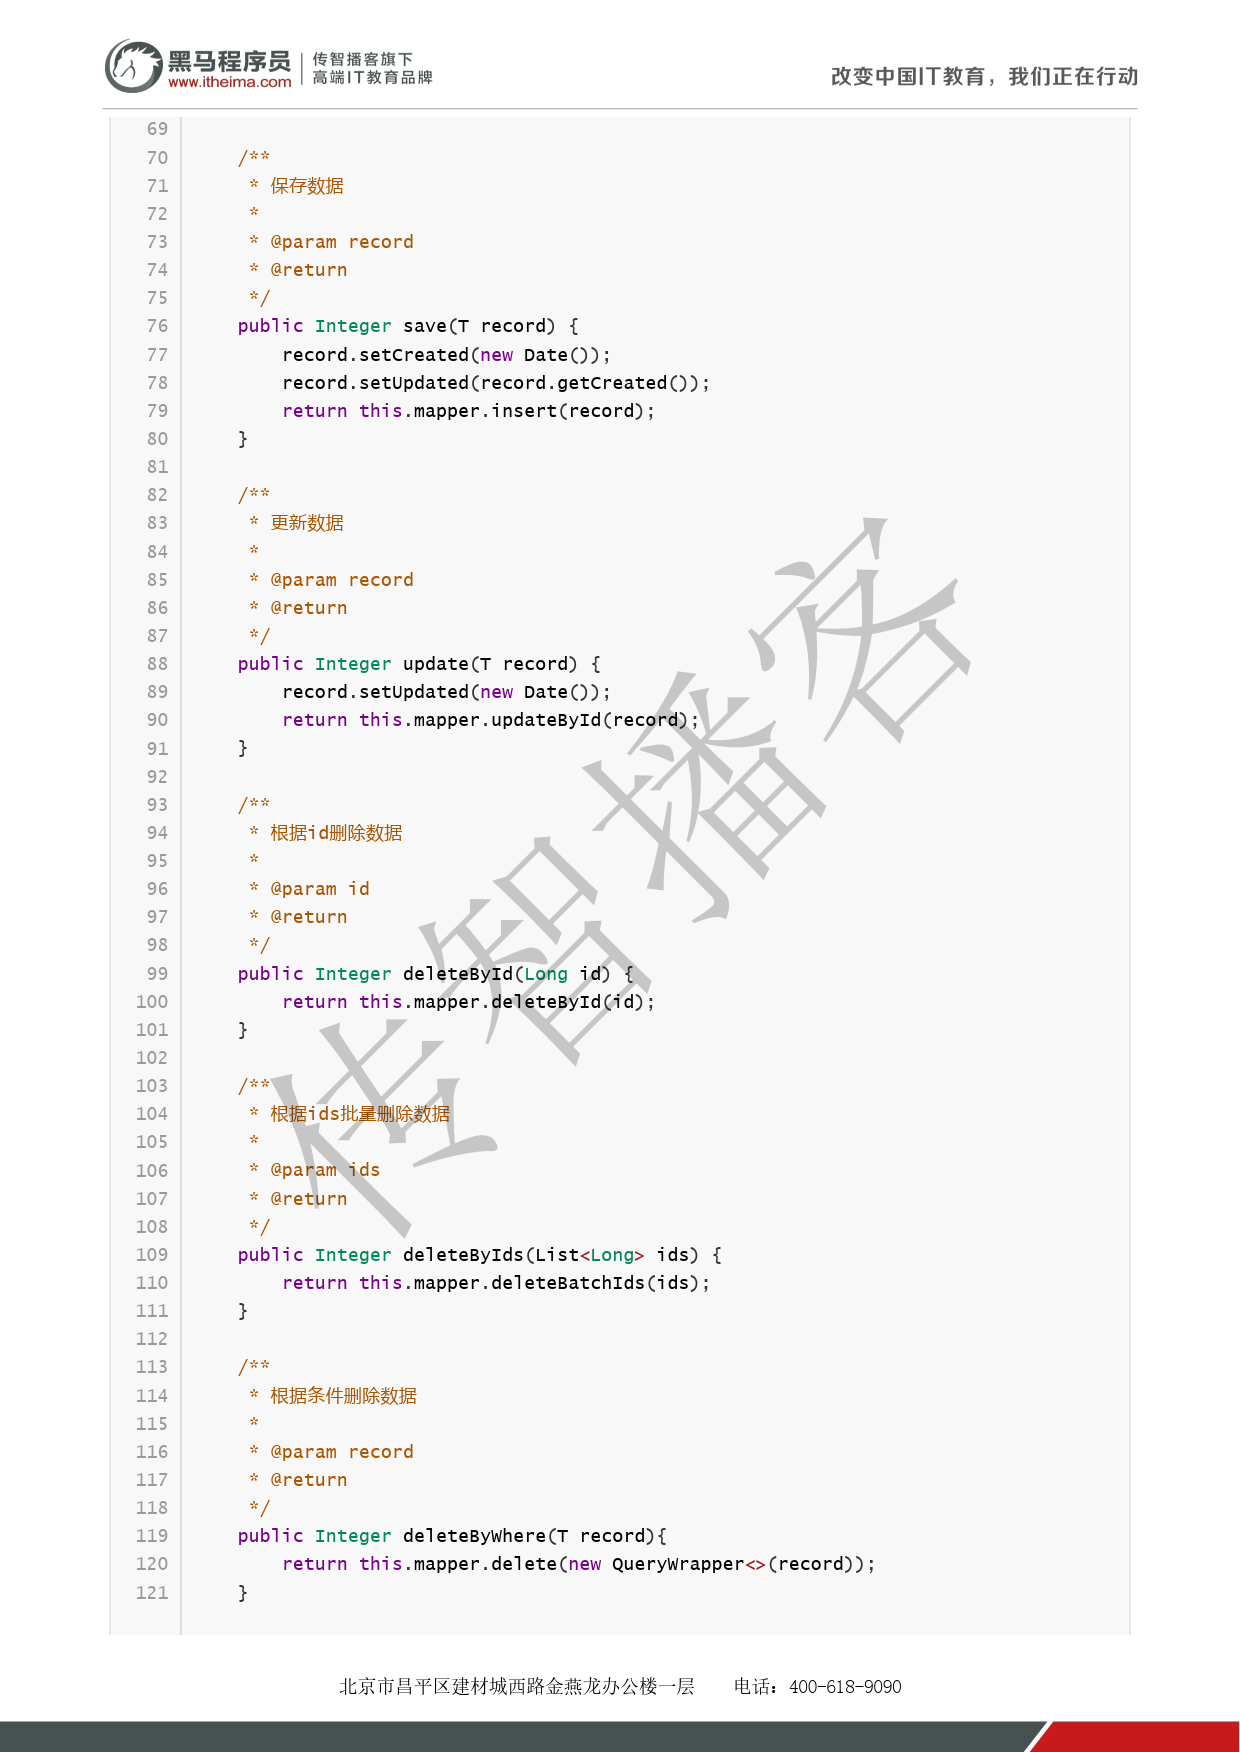 黑马程序员
www.itheima.com
传智播客旗下
高端IT教育品牌
改变中国IT教育，我们正在行动
69
70     /**
71      * 保存数据
72      *
73      * @param record
74      * @return
75      */
76     public Integer save(T record) {
77         record.setCreated(new Date());
78         record.setUpdated(record.getCreated());
79         return this.mapper.insert(record);
80     }
81
82     /**
83      * 更新数据
84      *
85      * @param record
86      * @return
87      */
88     public Integer update(T record) {
89         record.setUpdated(new Date());
90         return this.mapper.updateById(record);
91     }
92
93     /**
94      * 根据id删除数据
95      *
96      * @param id
97      * @return
98      */
99     public Integer deleteById(Long id) {
100         return this.mapper.deleteById(id);
101     }
102
103     /**
104      * 根据ids批量删除数据
105      *
106      * @param ids
107      * @return
108      */
109     public Integer deleteByIds(List<Long> ids) {
110         return this.mapper.deleteBatchIds(ids);
111     }
112
113     /**
114      * 根据条件删除数据
115      *
116      * @param record
117      * @return
118      */
119     public Integer deleteByWhere(T record){
120         return this.mapper.delete(new QueryWrapper<>(record));
121     }
传智播客
北京市昌平区建材城西路金燕龙办公楼一层 电话：400-618-9090